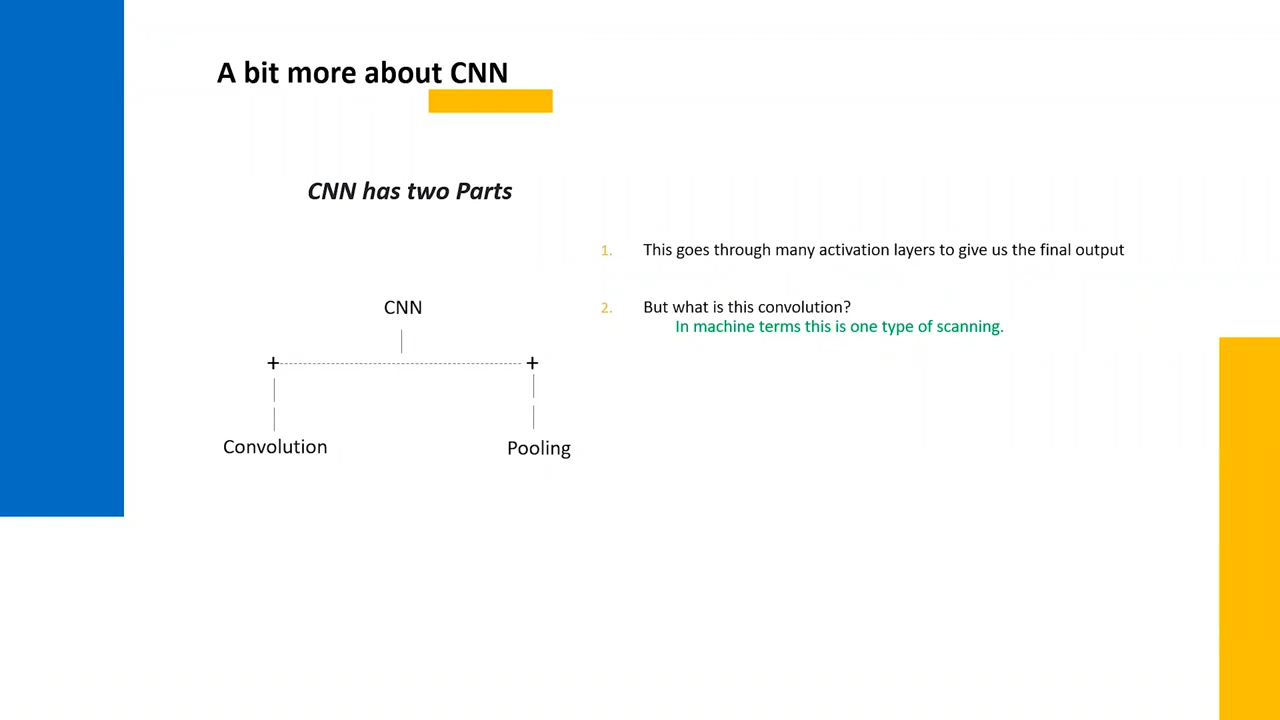 A bit more about CNN
CNN has two Parts
1. This goes through many activation layers to give us the final output
2. But what is this convolution?
In machine terms this is one type of scanning.
CNN
+ +
Convolution
Pooling